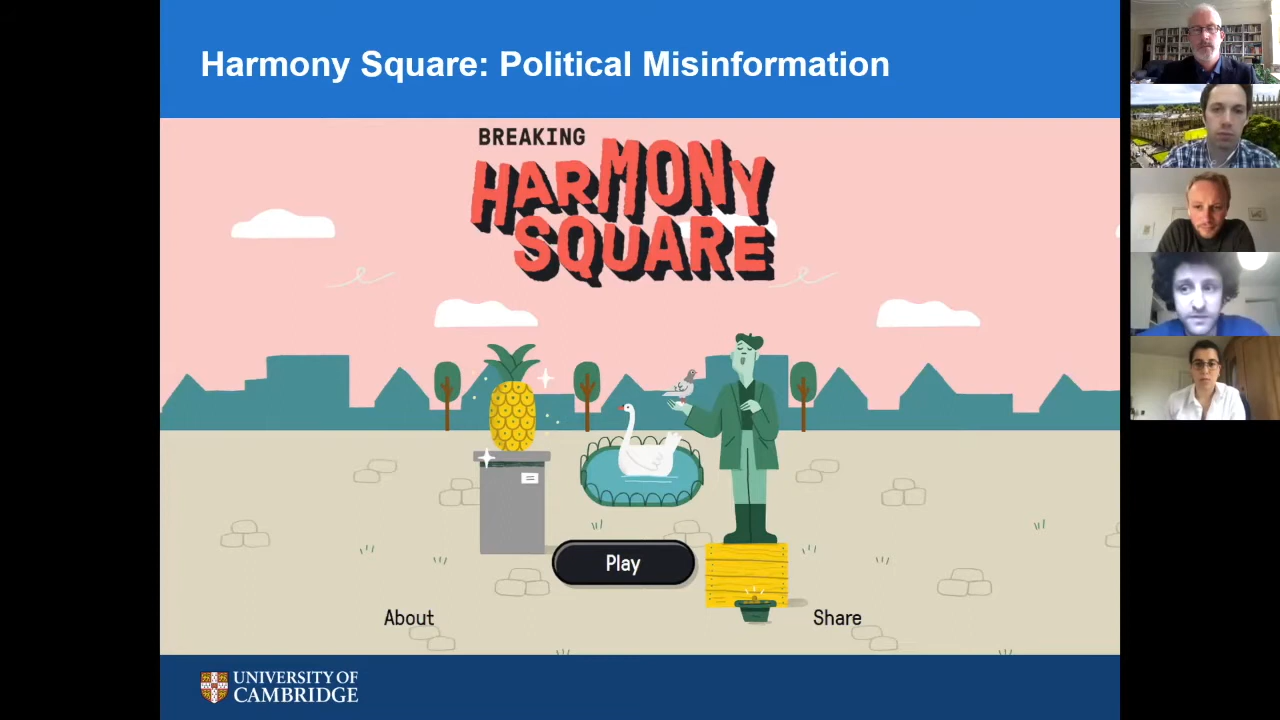 Harmony Square: Political Misinformation
BREAKING
HARMONY
SQUARE
Play
About
Share
UNIVERSITY OF
CAMBRIDGE